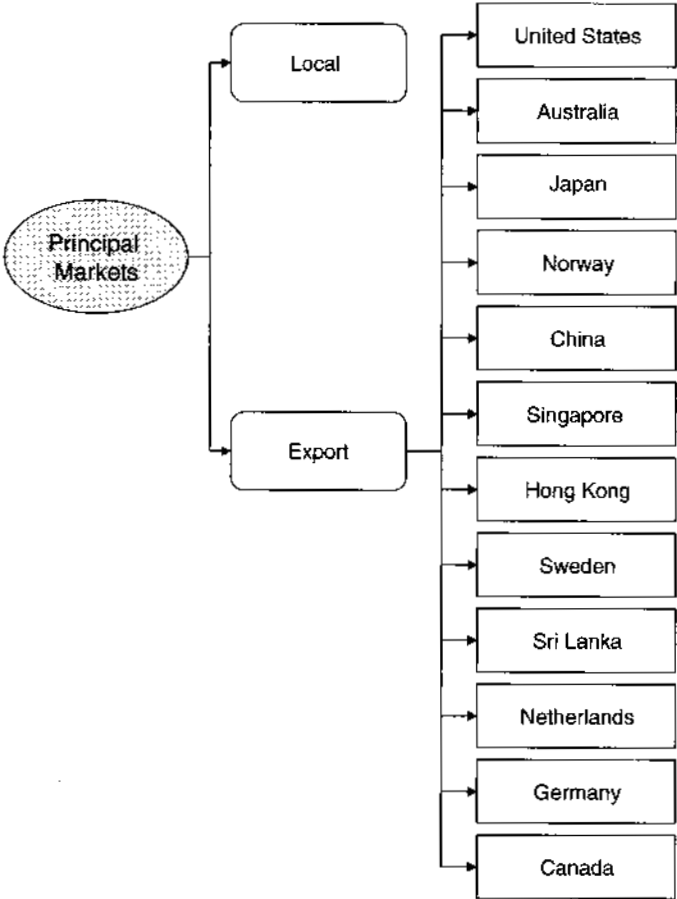 Principal
Markets
Local
Export
United States
Australia
Japan
Norway
China
Singapore
Hong Kong
Sweden
Sri Lanka
Netherlands
Germany
Canada